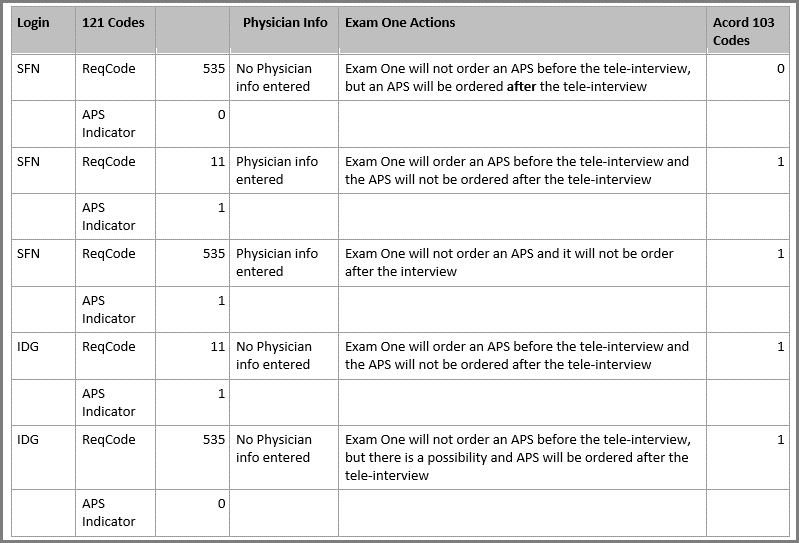 Login 121 Codes Physician Info Exam One Actions Acord 103
Codes
SFN ReqCode 535 No Physician Exam One will not order an APS before the tele-interview, 0
info entered but an APS will be ordered after the tele-interview
APS 0
Indicator
SFN ReqCode 11 Physician info Exam One will order an APS before the tele-interview and 1
entered the APS will not be ordered after the tele-interview
APS 1
Indicator
SFN ReqCode 535 Physician info Exam One will not order an APS and it will not be order 1
entered after the interview
APS 1
Indicator
IDG ReqCode 11 No Physician Exam One will order an APS before the tele-interview and 1
info entered the APS will not be ordered after the tele-interview
APS 1
Indicator
IDG ReqCode 535 No Physician Exam One will not order an APS before the tele-interview, 1
info entered but there is a possibility and APS will be ordered after the
tele-interview
APS 0
Indicator